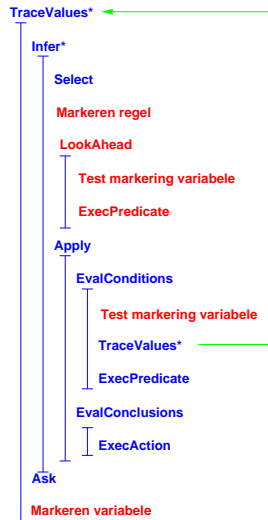 TraceValues*
Infer*
Select
Markeren regel
LookAhead
Test markering variabele
ExecPredicate
Apply
EvalConditions
Test markering variabele
TraceValues*
ExecPredicate
EvalConclusions
ExecAction
Ask
Markeren variabele